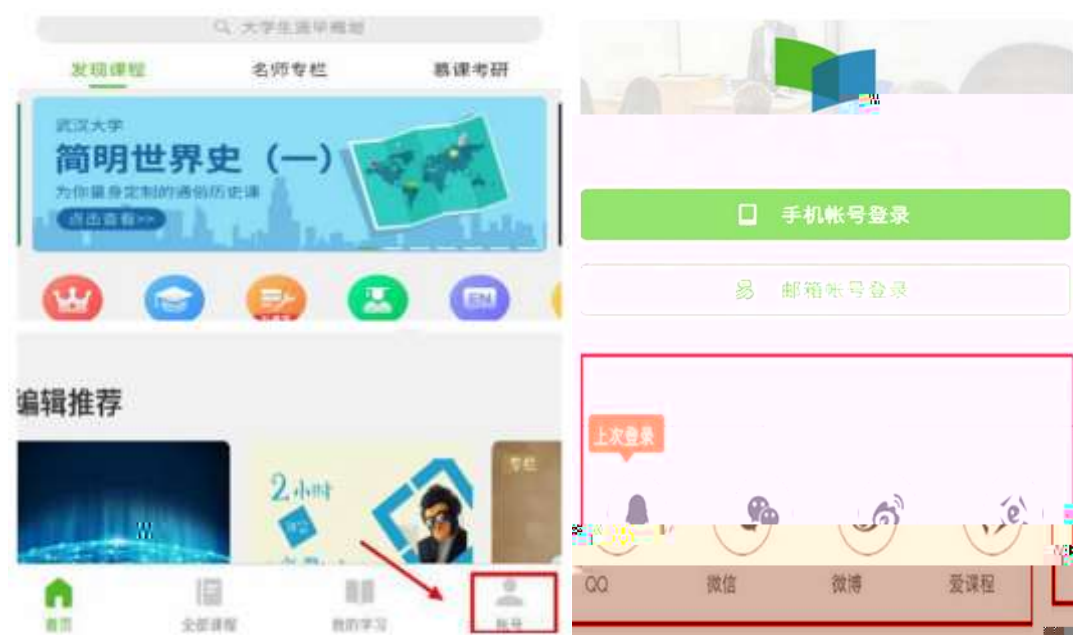 大学生涯早规划
发现课程 名师专栏 慕课考研
武汉大学
简明世界史（一）
为你量身定制的通俗历史课
点击查看>>
EN
编辑推荐
2小时
专栏
首页 全部课程 我的学习 账号
手机帐号登录
易 邮箱帐号登录
上次登录
QQ 微信 微博 爱课程